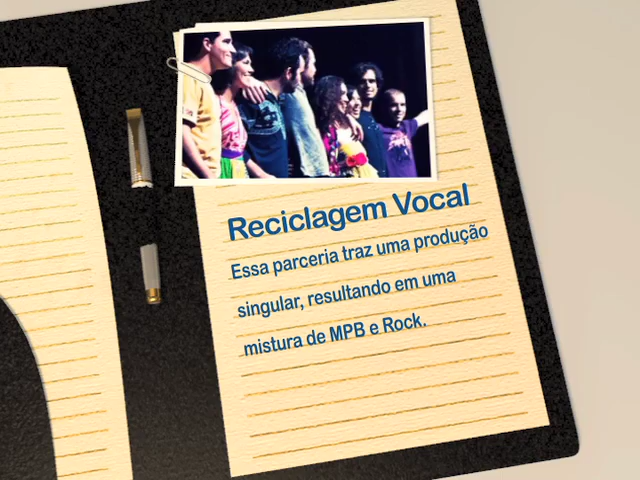 Reciclagem Vocal
Essa parceria traz uma produção
singular, resultando em uma
mistura de MPB e Rock.